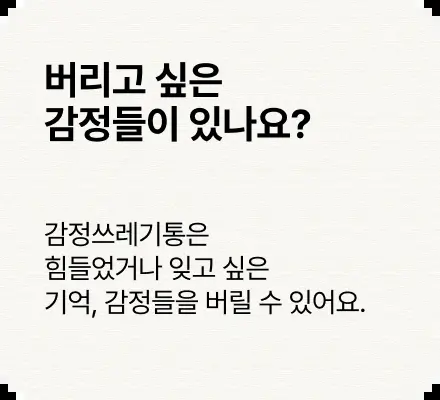 버리고 싶은
감정들이 있나요?
감정쓰레기통은
힘들었거나 잊고 싶은
기억, 감정들을 버릴 수 있어요.